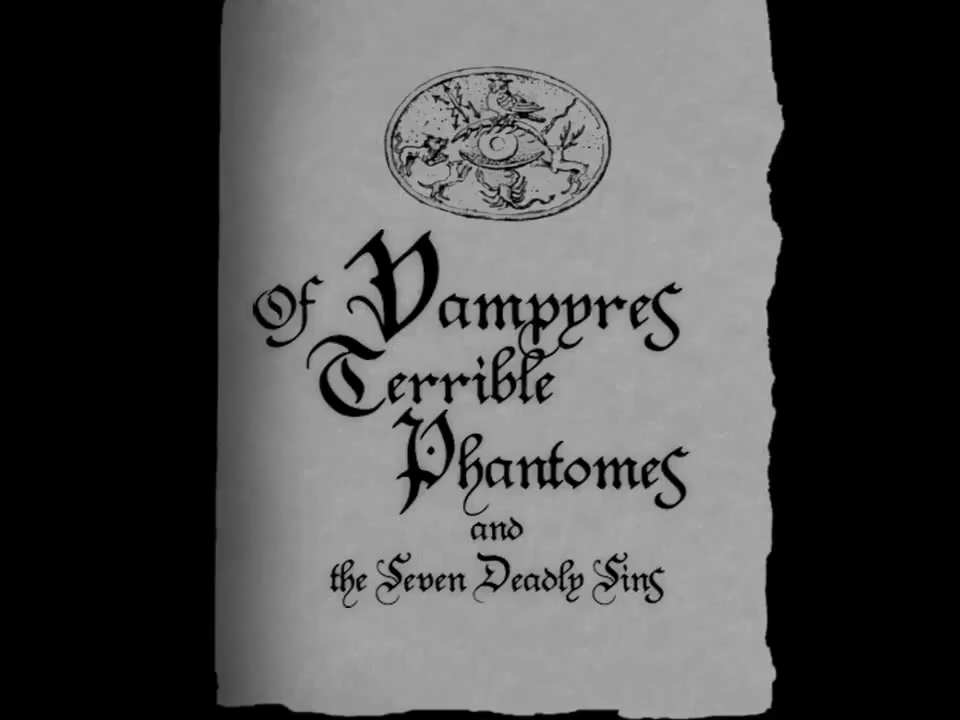 Of Vampyres
Terrible
Phantomes
and
the Seven Deadly Sins